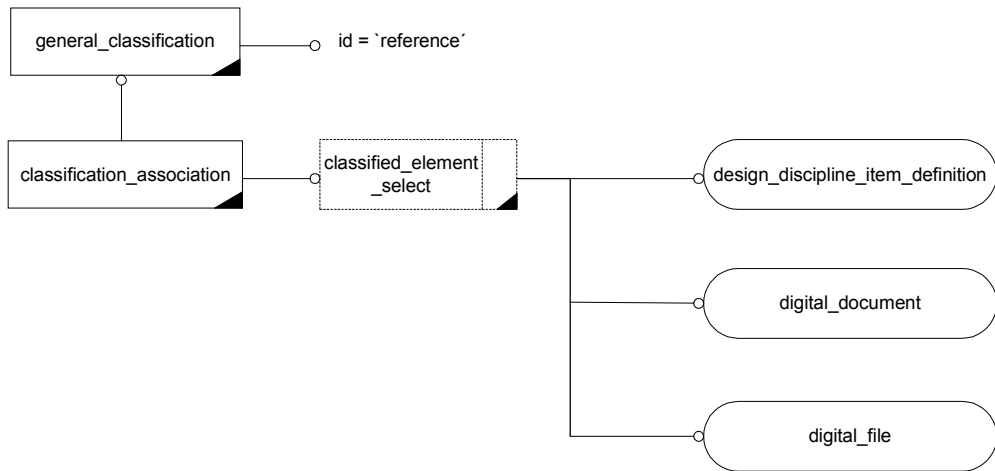 general_classification
id = `reference´
classification_association
classified_element
_select
design_discipline_item_definition
digital_document
digital_file